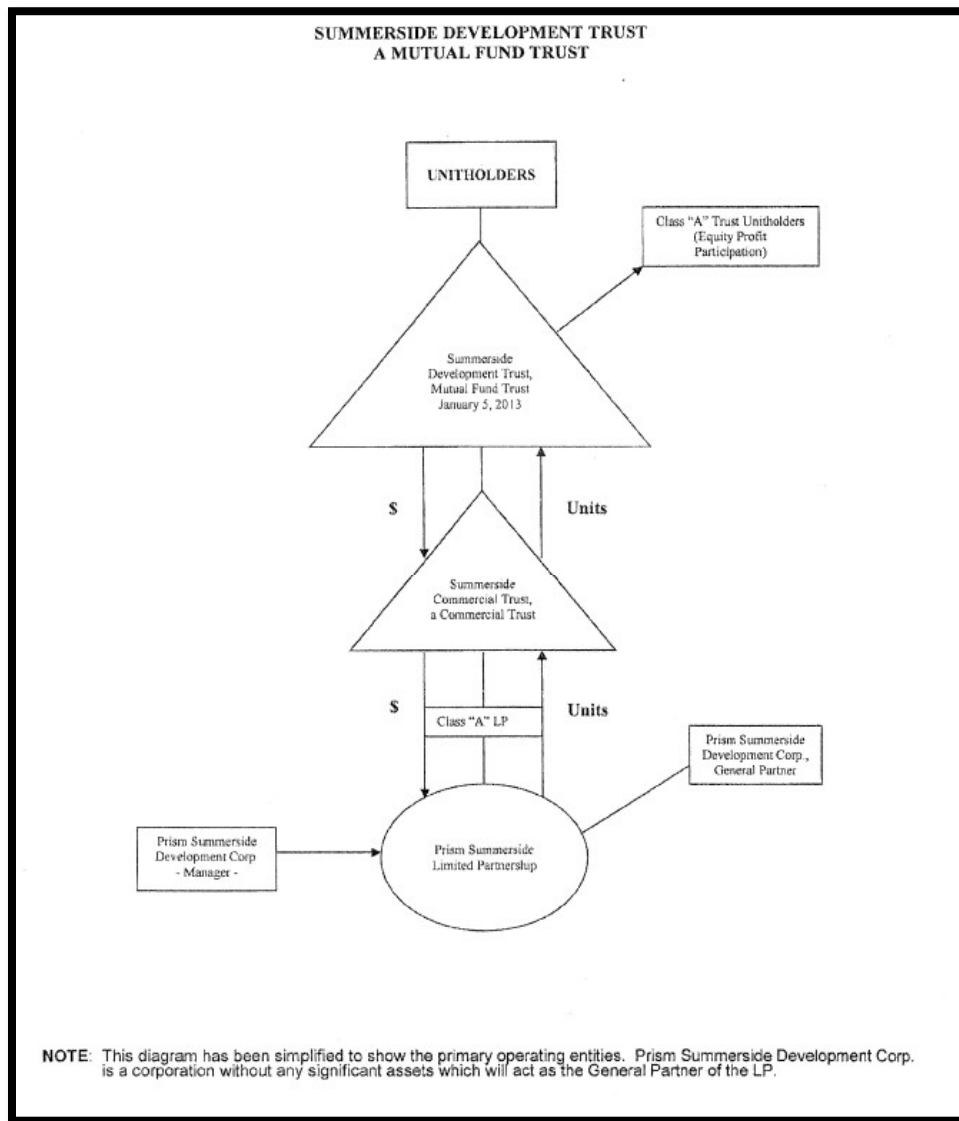 SUMMERSIDE DEVELOPMENT TRUST
A MUTUAL FUND TRUST
UNITHOLDERS
Class "A" Trust Unitholders
(Equity Profit
Participation)
Summerside
Development Trust,
Mutual Fund Trust
January 5, 2013
$
Units
Summerside
Commercial Trust,
a Commercial Trust
$
Units
Class "A" LP
Prism Summerside
Development Corp.,
General Partner
Prism Summerside
Development Corp
- Manager -
Prism Summerside
Limited Partnership
NOTE: This diagram has been simplified to show the primary operating entities. Prism Summerside Development Corp.
is a corporation without any significant assets which will act as the General Partner of the LP.